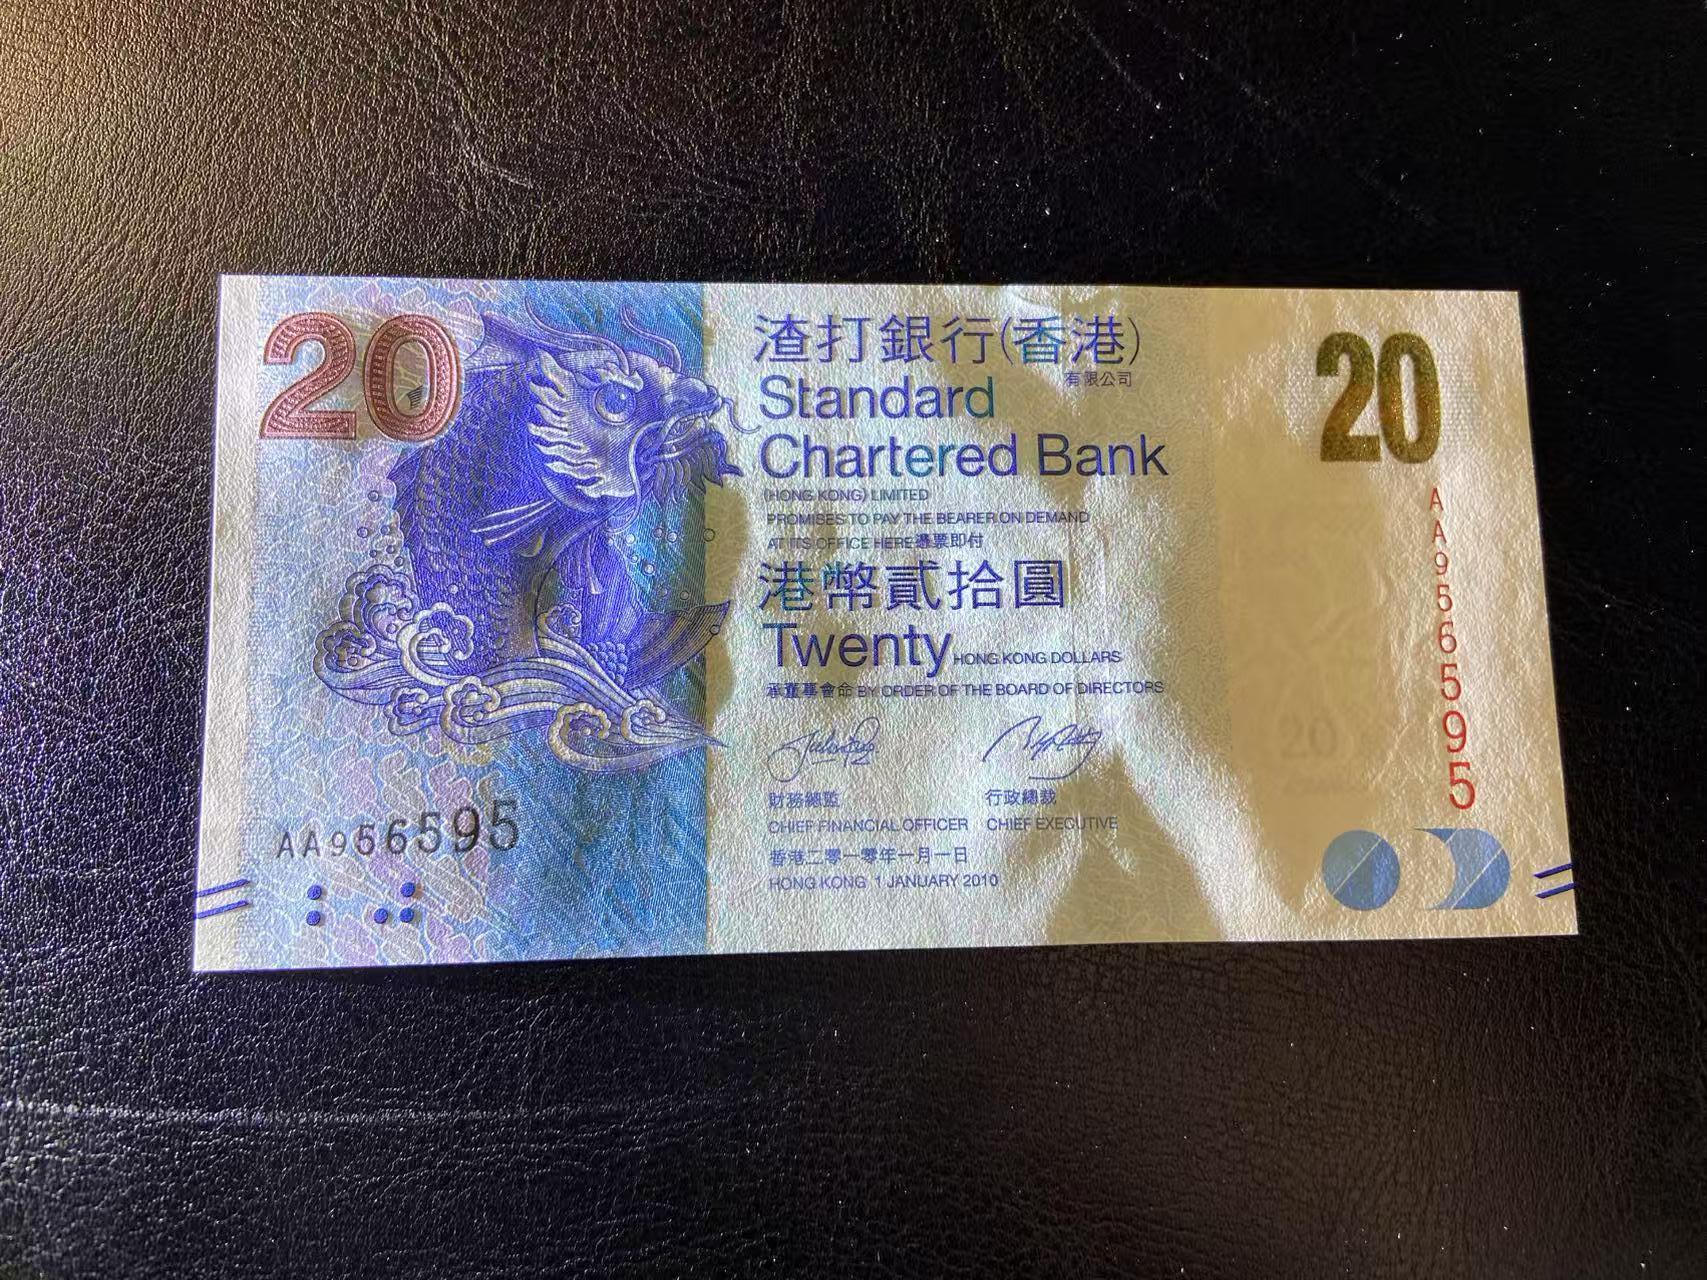 20
渣打銀行(香港)
有限公司
Standard
Chartered Bank
(HONG KONG) LIMITED
PROMISES TO PAY THE BEARER ON DEMAND
AT ITS OFFICE HERE憑票即付
港幣貳拾圓
Twenty HONG KONG DOLLARS
承董事會命 BY ORDER OF THE BOARD OF DIRECTORS
財務總監
CHIEF FINANCIAL OFFICER
行政總裁
CHIEF EXECUTIVE
香港二零一零年一月一日
HONG KONG 1 JANUARY 2010
AA956595
20
AA956595
20